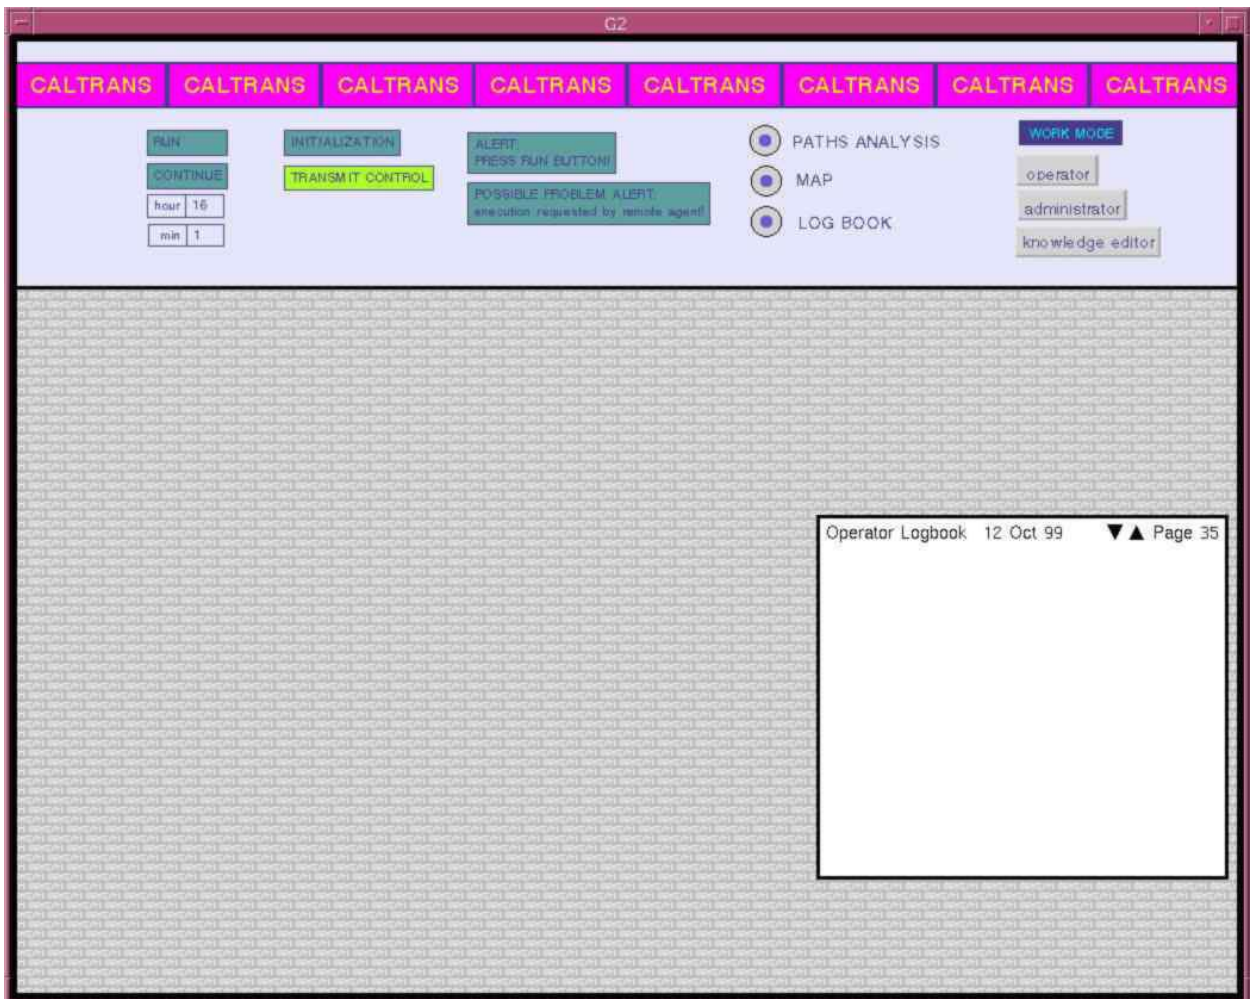 G2
CALTRANS CALTRANS CALTRANS CALTRANS CALTRANS CALTRANS CALTRANS CALTRANS
RUN
CONTINUE
hour 16
min 1
INITIALIZATION
TRANSMIT CONTROL
ALERT:
PRESS RUN BUTTON!
POSSIBLE PROBLEM ALERT:
execution requested by remote agent!
PATHS ANALYSIS
MAP
LOG BOOK
WORK MODE
operator
administrator
knowledge editor
Operator Logbook 12 Oct 99 ▼ ▲ Page 35